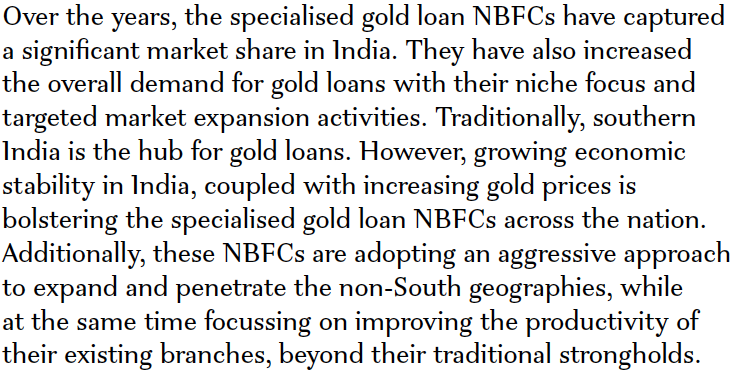 Over the years, the specialised gold loan NBFCs have captured
a significant market share in India. They have also increased
the overall demand for gold loans with their niche focus and
targeted market expansion activities. Traditionally, southern
India is the hub for gold loans. However, growing economic
stability in India, coupled with increasing gold prices is
bolstering the specialised gold loan NBFCs across the nation.
Additionally, these NBFCs are adopting an aggressive approach
to expand and penetrate the non-South geographies, while
at the same time focussing on improving the productivity of
their existing branches, beyond their traditional strongholds.